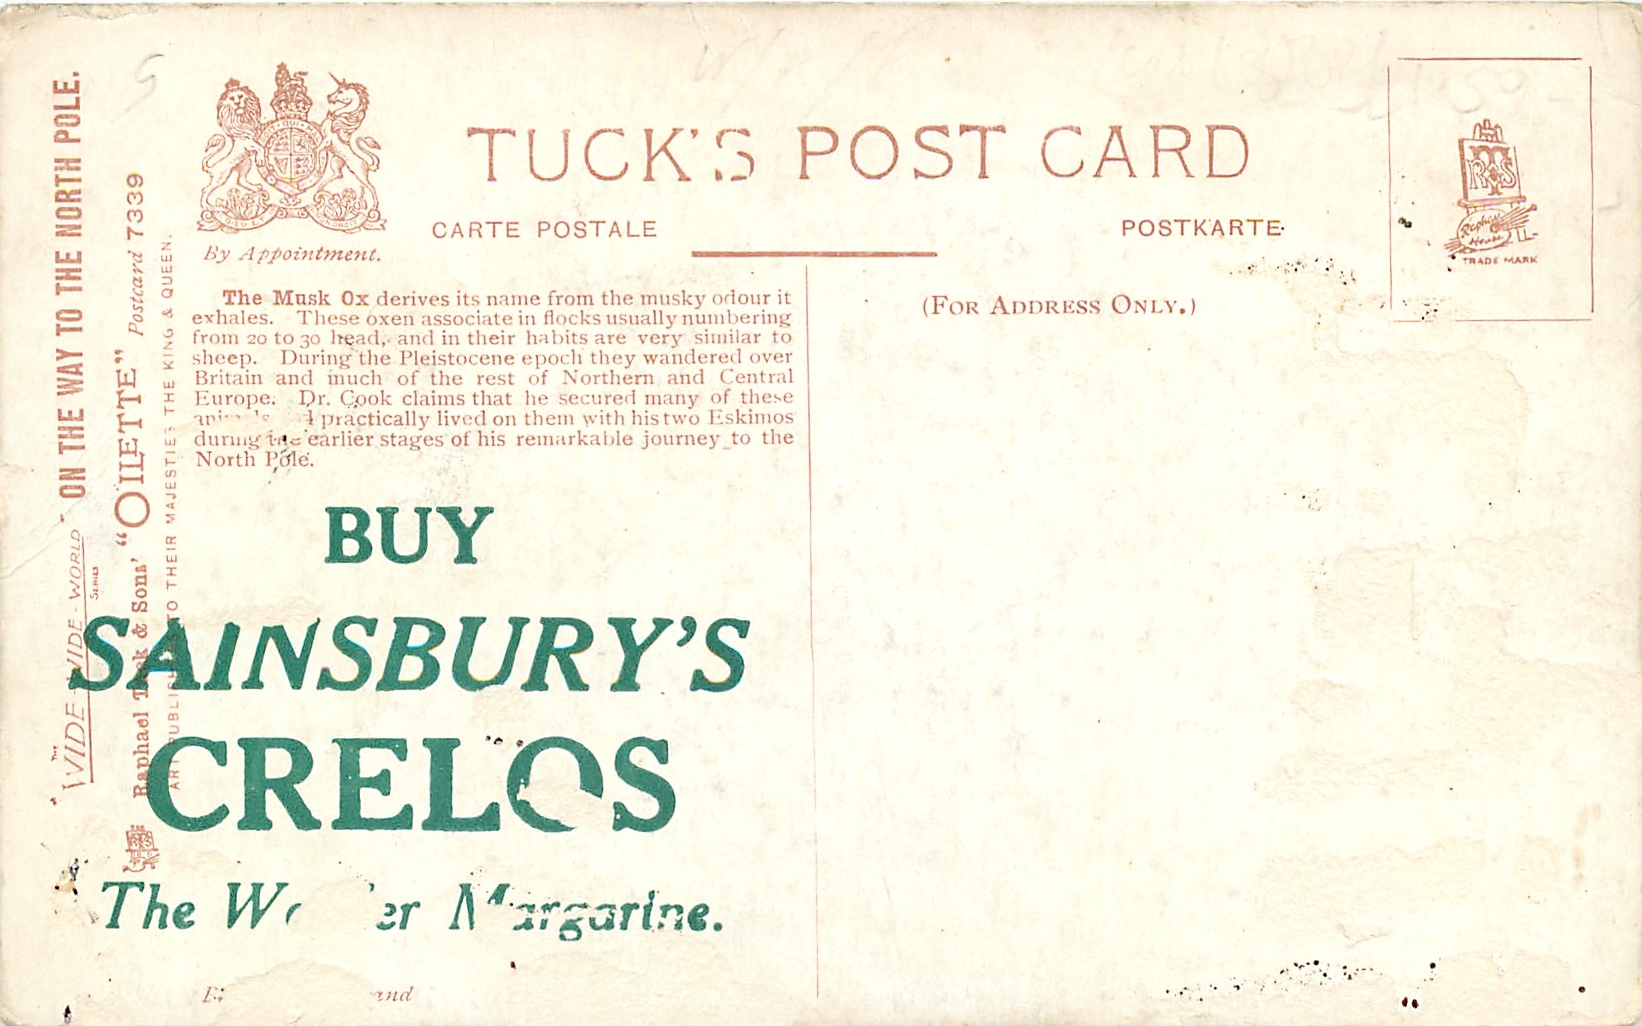 TUCK'S POST CARD
CARTE POSTALE
POSTKARTE
By Appointment.
(FOR ADDRESS ONLY.)
TRADE MARK
The Musk Ox derives its name from the musky odour it
exhales. These oxen associate in flocks usually numbering
from 20 to 30 head, and in their habits are very similar to
sheep. During the Pleistocene epoch they wandered over
Britain and much of the rest of Northern and Central
Europe. Dr. Cook claims that he secured many of these
practically lived on them with his two Eskimos
during the earlier stages of his remarkable journey to the
North Pole.
BUY
SAINSBURY'S
CRELOS
The Wonder Margarine.
THE "WIDE-WIDE-WORLD" SERIES ON THE WAY TO THE NORTH POLE.
Raphael Tuck & Sons' "OILETTE" Postcard 7339
ART PUBLISHERS TO THEIR MAJESTIES THE KING & QUEEN.